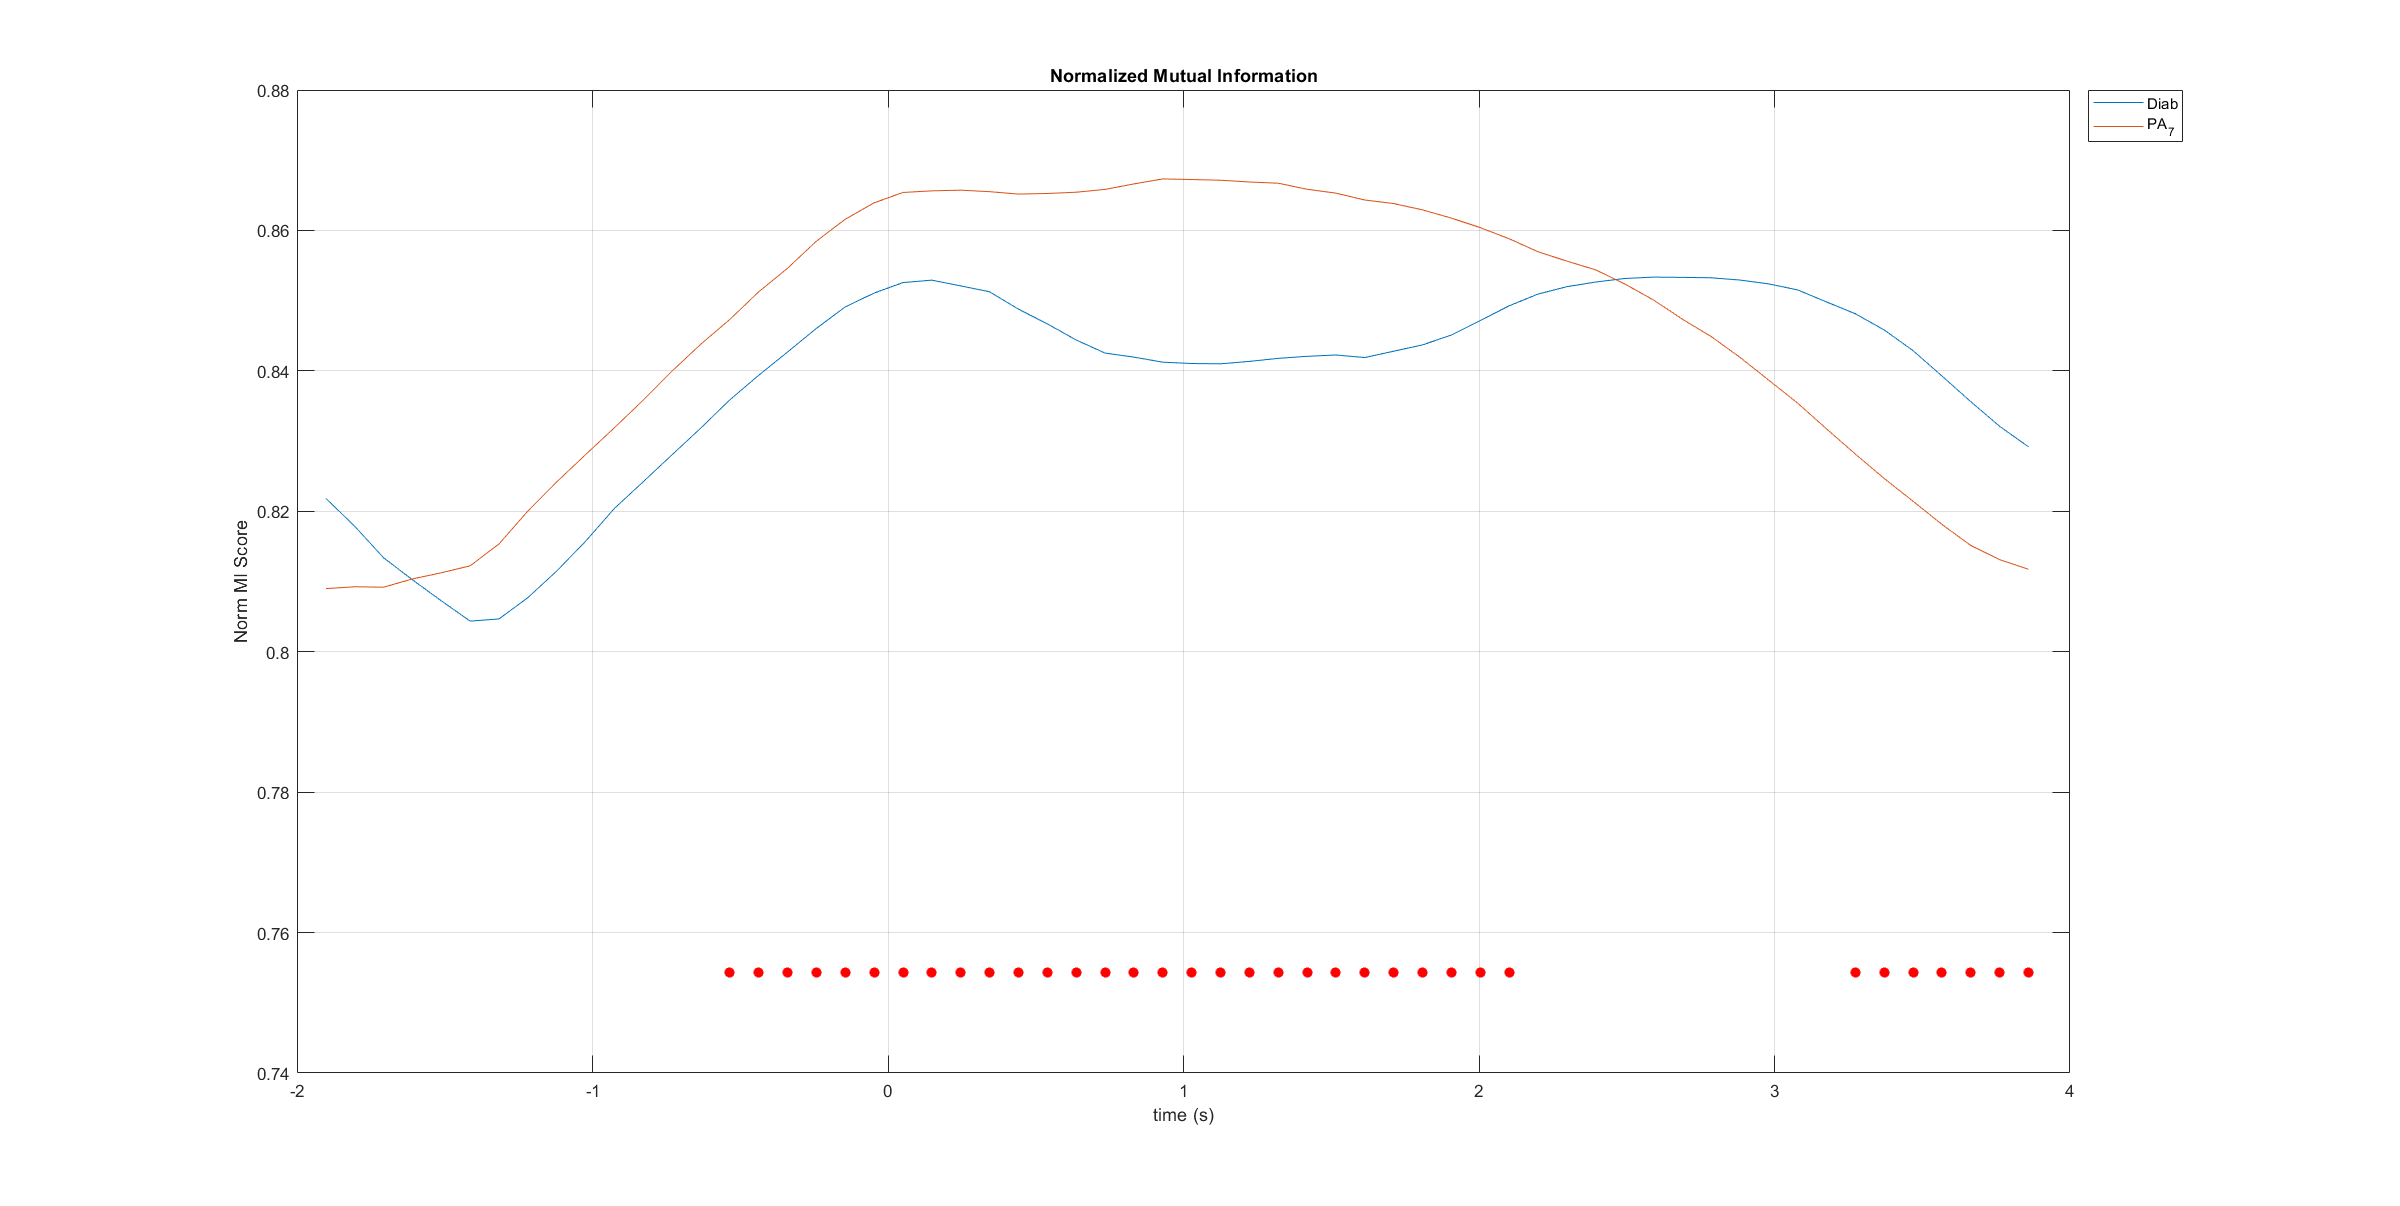 Normalized Mutual Information
0.88
0.86
0.84
0.82
0.8
0.78
0.76
0.74
Norm MI Score
-2 -1 0 1 2 3 4
time (s)
Diab
PA7